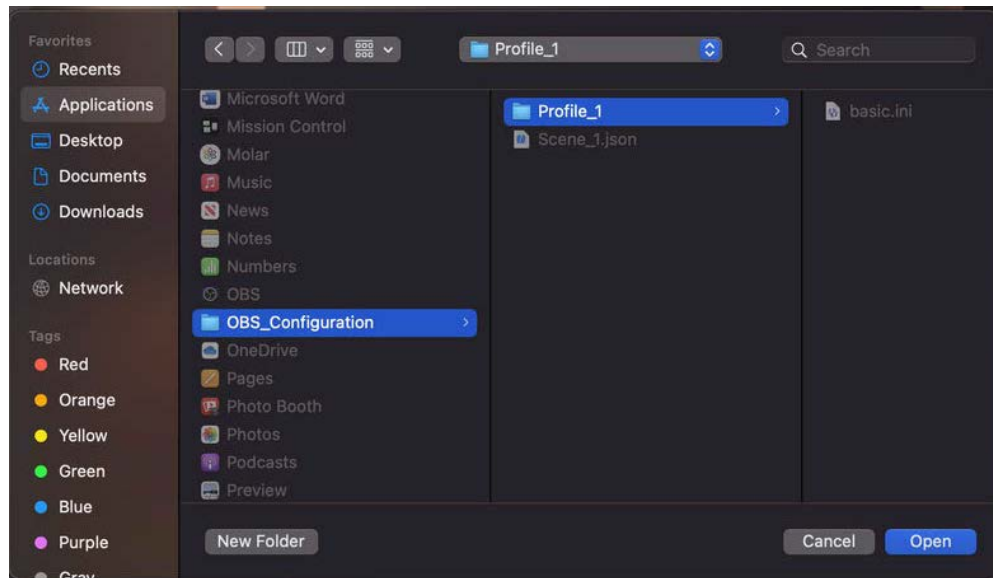 Favorites
Recents
Applications
Desktop
Documents
Downloads
Locations
Network
Tags
Red
Orange
Yellow
Green
Blue
Purple
Gray
Profile_1
Search
Microsoft Word
Mission Control
Molar
Music
News
Notes
Numbers
OBS
OBS_Configuration
OneDrive
Pages
Photo Booth
Photos
Podcasts
Preview
Profile_1
Scene_1.json
basic.ini
New Folder
Cancel
Open